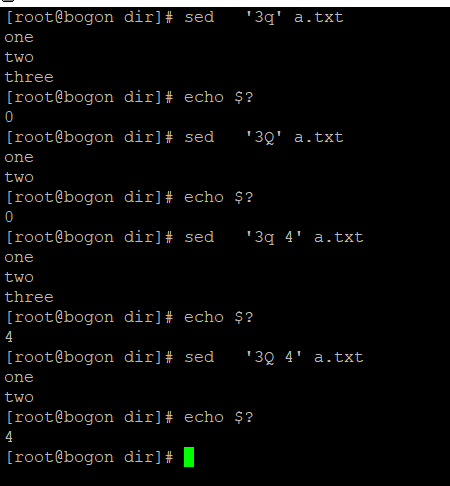 [root@bogon dir]# sed   '3q' a.txt
one
two
three
[root@bogon dir]# echo $?
0
[root@bogon dir]# sed   '3Q' a.txt
one
two
[root@bogon dir]# echo $?
0
[root@bogon dir]# sed   '3q 4' a.txt
one
two
three
[root@bogon dir]# echo $?
4
[root@bogon dir]# sed   '3Q 4' a.txt
one
two
[root@bogon dir]# echo $?
4
[root@bogon dir]#